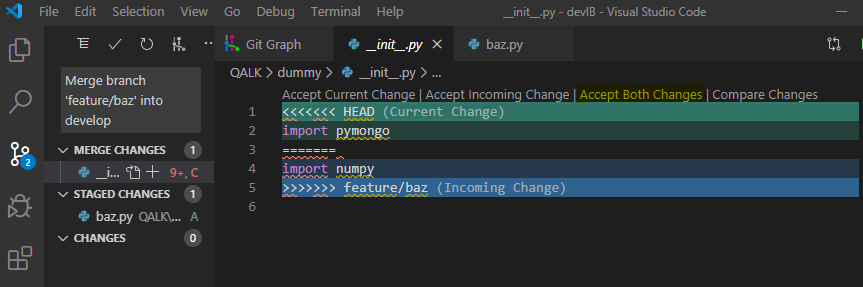 File Edit Selection View Go Debug Terminal Help __init__.py - devlB - Visual Studio Code
Git Graph __init__.py baz.py
QALK > dummy > __init__.py > ...
Merge branch
'feature/baz' into
develop
MERGE CHANGES 1
__i... 9+, C
STAGED CHANGES 1
baz.py QALK\... A
CHANGES 0
2
Accept Current Change | Accept Incoming Change | Accept Both Changes | Compare Changes
1 <<<<<<< HEAD (Current Change)
2 import pymongo
3 =======
4 import numpy
5 >>>>>>> feature/baz (Incoming Change)
6